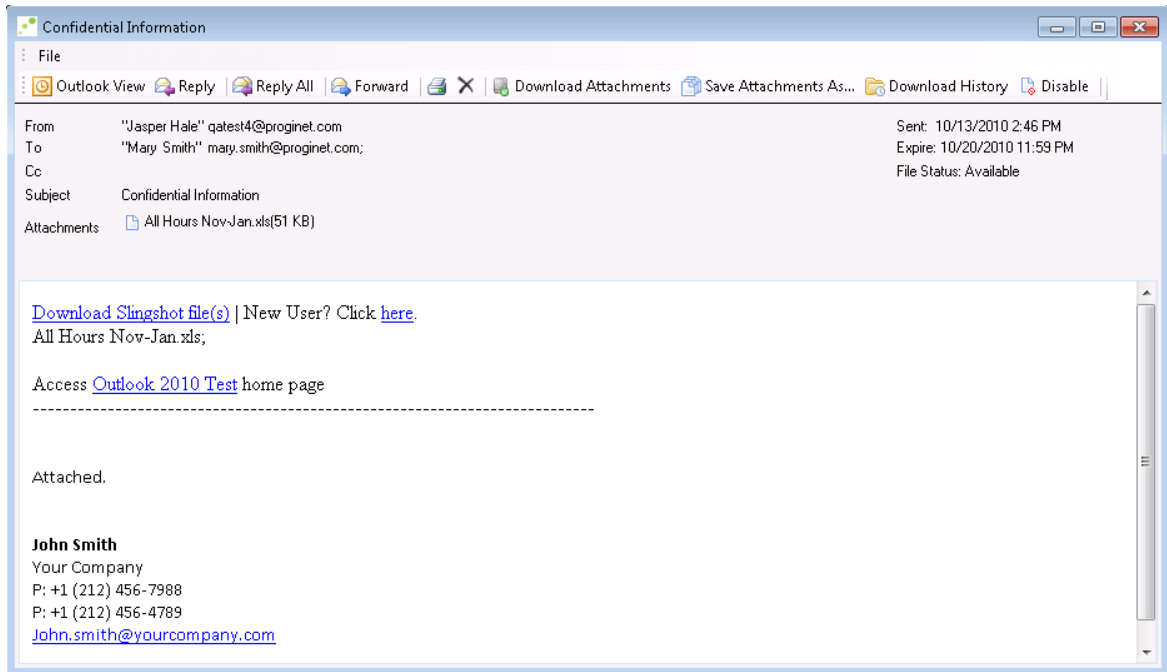 Confidential Information
File
Outlook View Reply Reply All Forward Download Attachments Save Attachments As... Download History Disable
From "Jasper Hale" qatest4@proginet.com Sent: 10/13/2010 2:46 PM
To "Mary Smith" mary.smith@proginet.com; Expire: 10/20/2010 11:59 PM
Cc File Status: Available
Subject Confidential Information
Attachments All Hours Nov-Jan.xls(51 KB)
Download Slingshot file(s) | New User? Click here.
All Hours Nov-Jan.xls;
Access Outlook 2010 Test home page
---------------------------------------------------------------------------
Attached.
John Smith
Your Company
P: +1 (212) 456-7988
P: +1 (212) 456-4789
John.smith@yourcompany.com